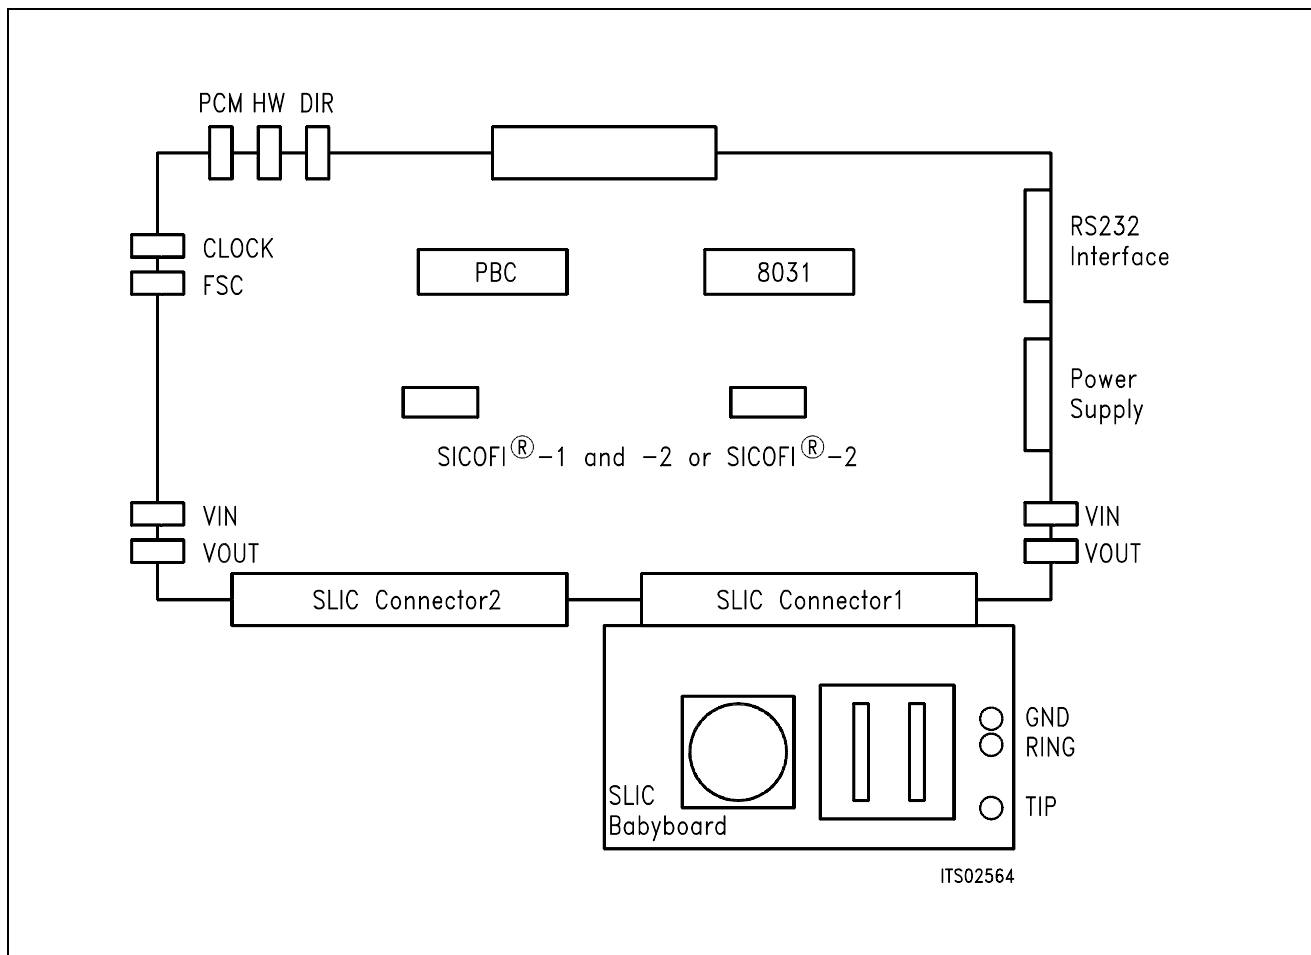 PCM HW DIR
CLOCK
FSC
PBC
8031
RS232
Interface
Power
Supply
SICOFI®-1 and -2 or SICOFI®-2
VIN
VOUT
VIN
VOUT
SLIC Connector2
SLIC Connector1
GND
RING
TIP
SLIC
Babyboard
ITS02564